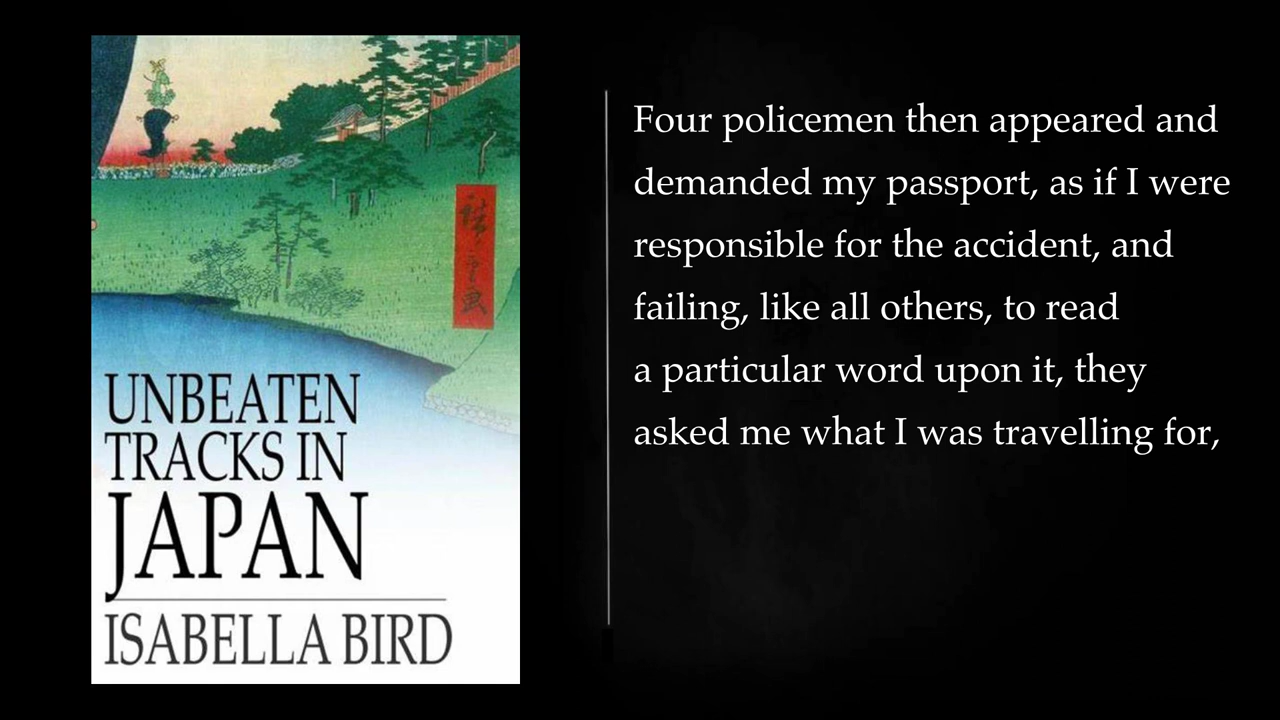 UNBEATEN
TRACKS IN
JAPAN
ISABELLA BIRD
Four policemen then appeared and
demanded my passport, as if I were
responsible for the accident, and
failing, like all others, to read
a particular word upon it, they
asked me what I was travelling for,